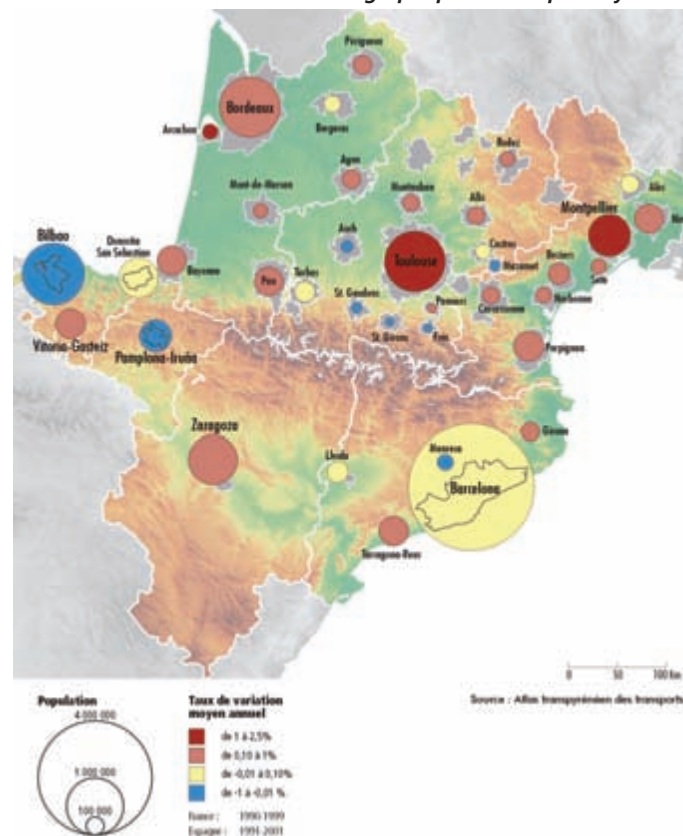 Périgueux
Bordeaux
Bergerac
Arcachon
Rodez
Agen
Mont-de-Marsan
Montauban
Albi
Alès
Montpellier
Auch
Bilbao
Donostia
San Sebastian
Castres
Mazamet
Toulouse
Béziers
Sète
Bayonne
Pau
Tarbes
St. Gaudens
Pamiers
Carcassonne
Narbonne
St. Girons
Foix
Vitoria-Gasteiz
Pamplona-Iruña
Perpignan
Zaragoza
Girona
Lleida
Manresa
Barcelona
Tarragona-Reus
0 50 100 Km
Source : Atlas transpyrénéen des transports
Population
4 000 000
1 000 000
100 000
Taux de variation
moyen annuel
de 1 à 2,5%
de 0,10 à 1%
de -0,01 à 0,10%
de -1 à -0,01 %
France : 1990-1999
Espagne : 1991-2001